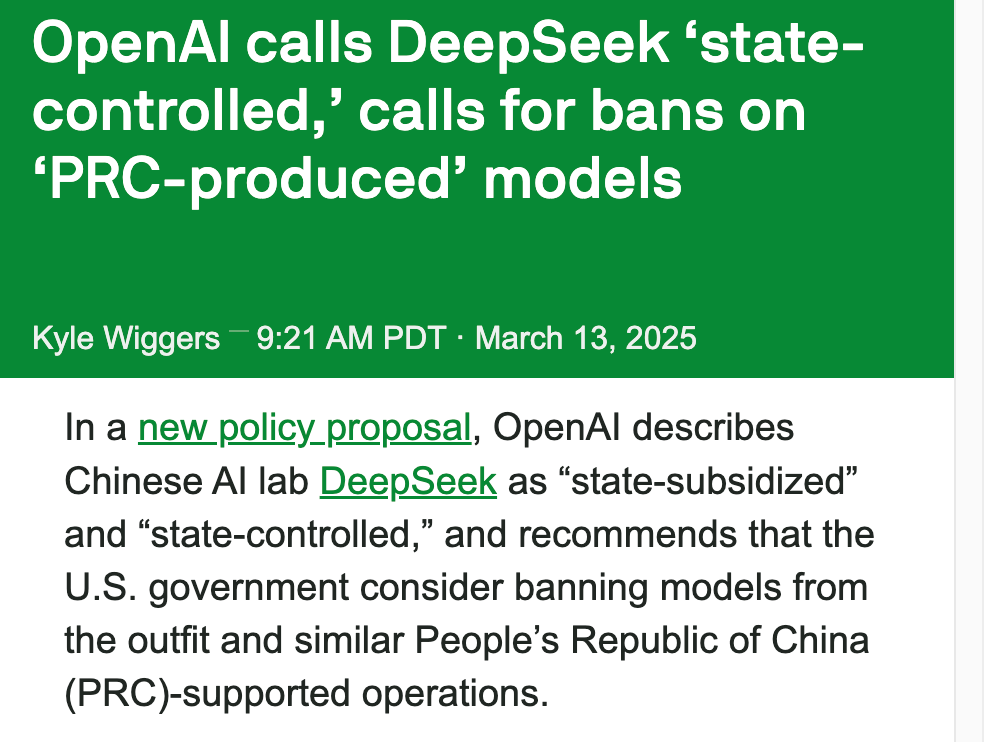 OpenAI calls DeepSeek ‘state-
controlled,’ calls for bans on
‘PRC-produced’ models
Kyle Wiggers — 9:21 AM PDT · March 13, 2025
In a new policy proposal, OpenAI describes
Chinese AI lab DeepSeek as “state-subsidized”
and “state-controlled,” and recommends that the
U.S. government consider banning models from
the outfit and similar People’s Republic of China
(PRC)-supported operations.